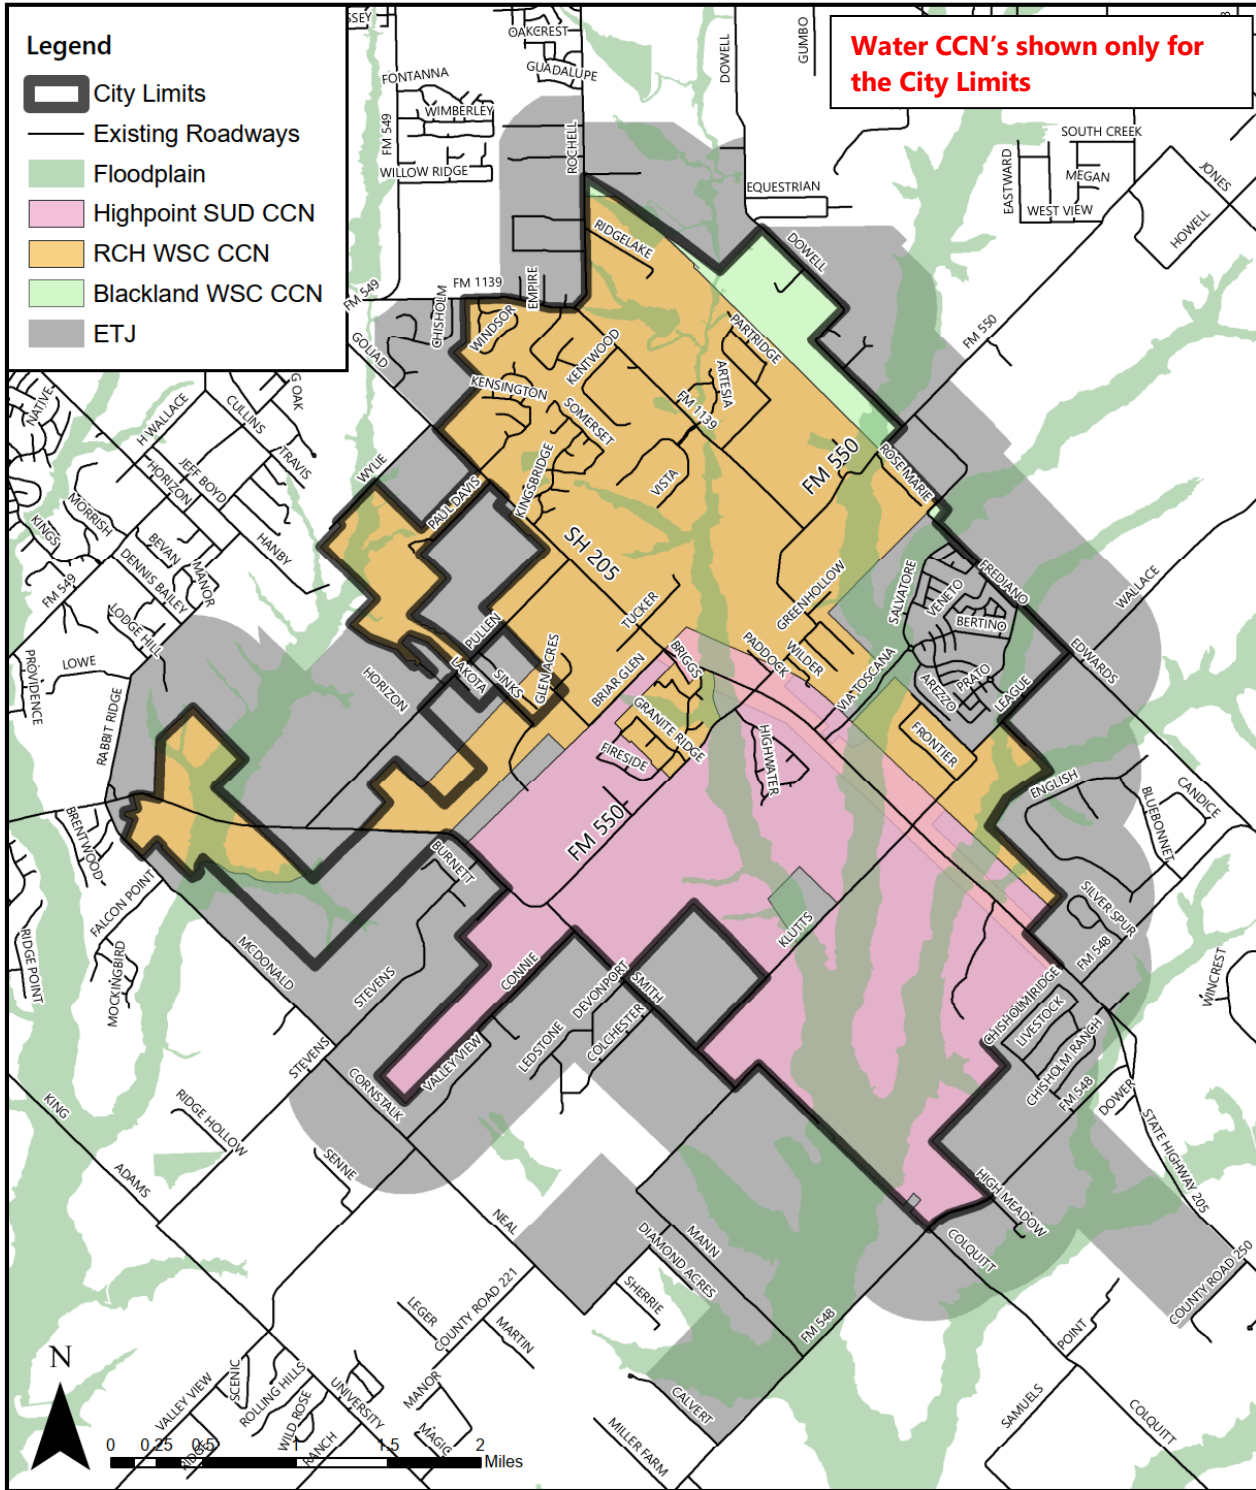 Legend
City Limits
Existing Roadways
Floodplain
Highpoint SUD CCN
RCH WSC CCN
Blackland WSC CCN
ETJ
Water CCN's shown only for
the City Limits
OAKCREST
GUADALUPE
FONTANNA
WIMBERLEY
FM 549
WILLOW RIDGE
ROCHELL
DOWELL
GUMBO
SOUTH CREEK
MEGAN
EASTWARD
WEST VIEW
JONES
HOWELL
EQUESTRIAN
DOWELL
RIDGELAKE
FM 1139
EMPIRE
FM 549
CHISHOLM
WINDSOR
GOLIAD
KENTWOOD
KENSINGTON
SOMERSET
PARTRIDGE
ARTESIA
FM 1139
FM 550
FM 550
ROSEMARIE
NATIVE
H WALLACE
CULLINS
G OAK
TRAVIS
HORIZON
JEFF BOYD
WYLIE
PAUL DAVIS
KINGSBRIDGE
VISTA
MORRISH
KINGS
BEVAN
HANBY
DENNIS BAILEY
MANOR
FM 549
LODGE HILL
LOWE
PROVIDENCE
RABBIT RIDGE
SH 205
TUCKER
GREENHOLLOW
SALVATORE
VENETO
FREDIANO
BERTINO
WALLACE
EDWARDS
PULLEN
LAKOTA
SINKS
GLEN ACRES
HORIZON
BRIAR GLEN
BRIGGS
PADDOCK
WILDER
VIA TOSCANA
AREZZO
PRATO
LEAGUE
GRANITE RIDGE
FIRESIDE
HIGHWATER
FRONTIER
ENGLISH
CANDICE
BLUEBONNET
FM 550
BRENTWOOD
FALCON POINT
BURNETT
KLUTTS
SILVER SPUR
FM 548
RIDGE POINT
MOCKINGBIRD
MCDONALD
STEVENS
CONNIE
DEVONPORT
SMITH
WINCREST
CHISHOLMRIDGE
LIVESTOCK
CHISHOLM RANCH
LEDSTONE
COLCHESTER
VALLEY VIEW
STEVENS
CORNSTALK
FM 548
DOWER
STATE HIGHWAY 205
KING
RIDGE HOLLOW
ADAMS
SENNE
NEAL
HIGH MEADOW
COLQUITT
MANN
DIAMOND ACRES
SHERRIE
COUNTY ROAD 250
COUNTY ROAD 221
LEGER
MARTIN
FM 548
POINT
N
SCENIC
VALLEY VIEW
ROLLING HILLS
WILD ROSE
UNIVERSITY
MANOR
MAGIC
RANCH
CALVERT
MILLER FARM
SAMUELS
COLQUITT
0 0.25 0.5 1 1.5 2
Miles